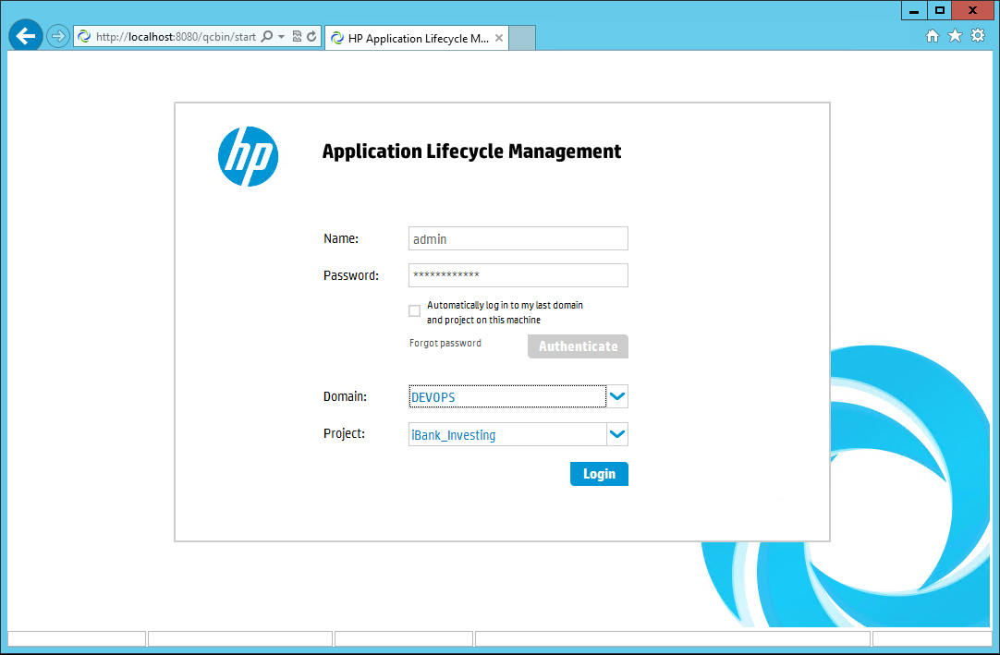 http://localhost:8080/qcbin/start
HP Application Lifecycle M...
hp
Application Lifecycle Management
Name:
admin
Password:
************
Automatically log in to my last domain
and project on this machine
Forgot password
Authenticate
Domain:
DEVOPS
Project:
iBank_Investing
Login